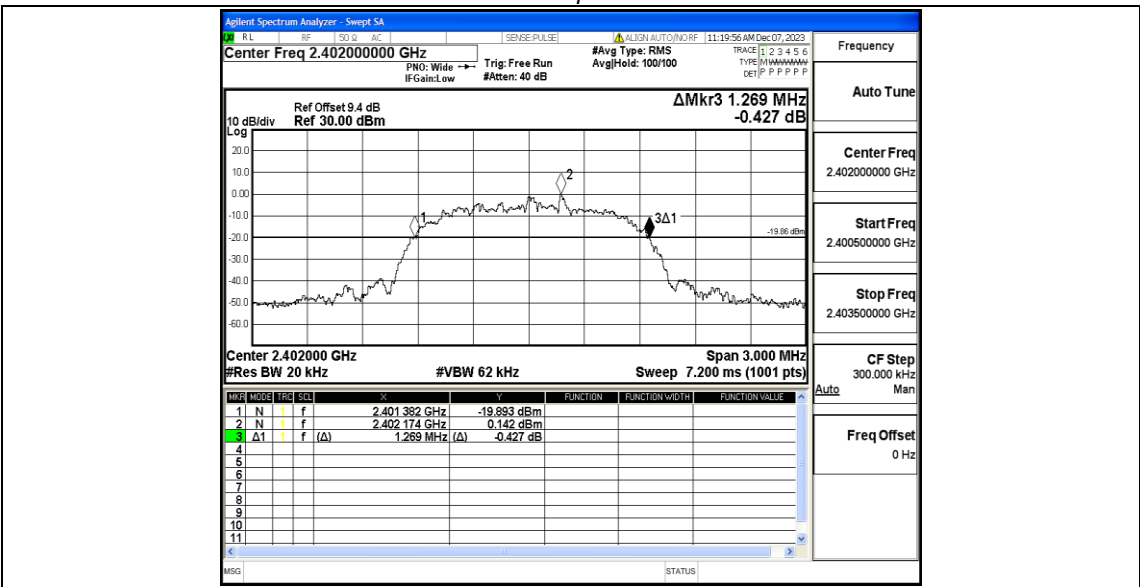 Agilent Spectrum Analyzer - Swept SA
RL RF 50 Ω AC SENSE:PULSE ALIGN AUTO/NO RF 11:19:56 AM Dec 07, 2023
Center Freq 2.402000000 GHz
PNO: Wide
IFGain:Low
Trig: Free Run
#Atten: 40 dB
#Avg Type: RMS
Avg|Hold: 100/100
TRACE 1 2 3 4 5 6
TYPE M WWWWW
DET P P P P P P
Ref Offset 9.4 dB
Ref 30.00 dBm
10 dB/div
Log
ΔMkr3 1.269 MHz
-0.427 dB
20.0
10.0
0.00
-10.0
-20.0
-30.0
-40.0
-50.0
-60.0
1
2
3Δ1
-19.86 dBm
Center 2.402000 GHz Span 3.000 MHz
#Res BW 20 kHz #VBW 62 kHz Sweep 7.200 ms (1001 pts)
MKR MODE TRC SCL X Y FUNCTION FUNCTION WIDTH FUNCTION VALUE
1 N 1 f 2.401 382 GHz -19.893 dBm
2 N 1 f 2.402 174 GHz 0.142 dBm
3 Δ1 1 f (Δ) 1.269 MHz (Δ) -0.427 dB
4
5
6
7
8
9
10
11
MSG STATUS
Frequency
Auto Tune
Center Freq
2.402000000 GHz
Start Freq
2.400500000 GHz
Stop Freq
2.403500000 GHz
CF Step
300.000 kHz
Auto Man
Freq Offset
0 Hz